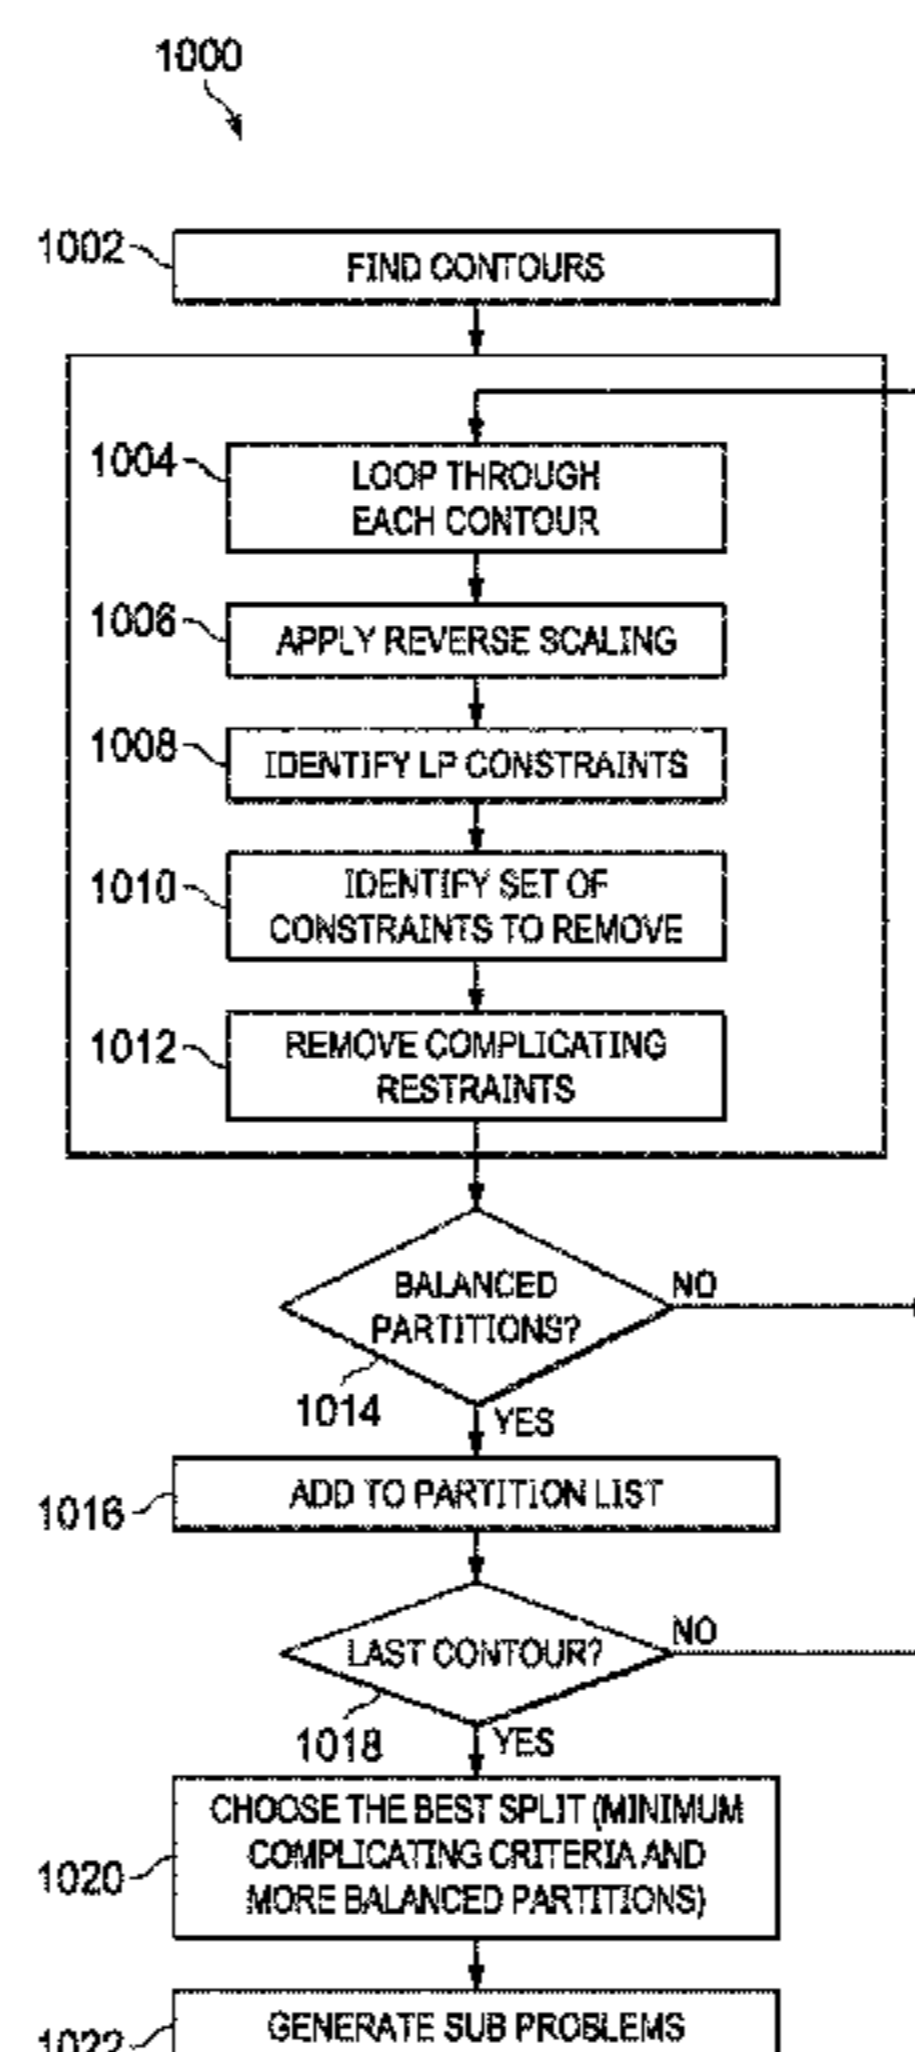 1000
1002
FIND CONTOURS
1004
LOOP THROUGH
EACH CONTOUR
1006
APPLY REVERSE SCALING
1008
IDENTIFY LP CONSTRAINTS
1010
IDENTIFY SET OF
CONSTRAINTS TO REMOVE
1012
REMOVE COMPLICATING
RESTRAINTS
BALANCED
PARTITIONS?
NO
1014
YES
1016
ADD TO PARTITION LIST
LAST CONTOUR?
NO
1018
YES
1020
CHOOSE THE BEST SPLIT (MINIMUM
COMPLICATING CRITERIA AND
MORE BALANCED PARTITIONS)
1022
GENERATE SUB PROBLEMS